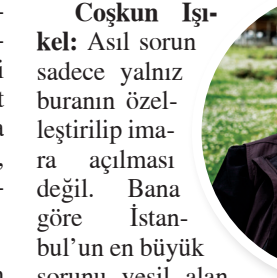 Coşkun Işı-
kel: Asıl sorun
sadece yalnız
buranın özel-
leştirilip ima-
ra açılması
değil. Bana
göre İstan-
bul’un en büyük
sorunu yeşil alan